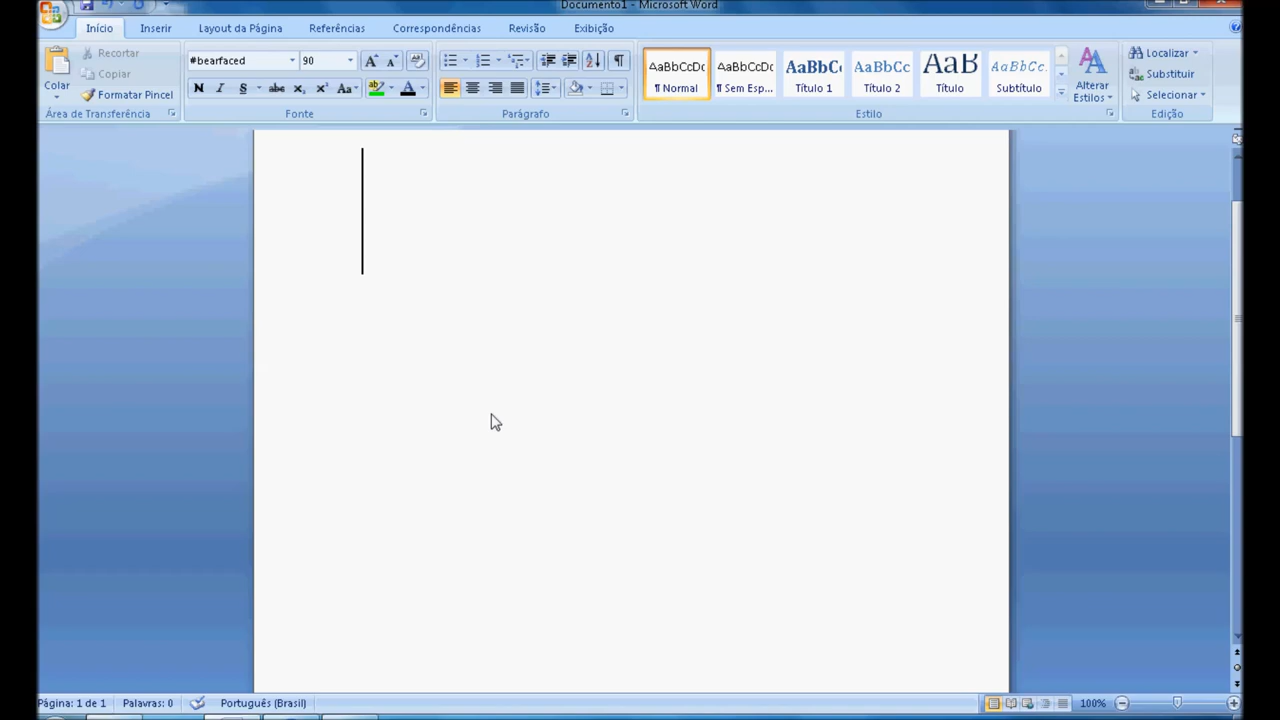 Documento1 - Microsoft Word
Início Inserir Layout da Página Referências Correspondências Revisão Exibição
Colar
Recortar
Copiar
Formatar Pincel
Área de Transferência
#bearfaced 90
N I S abc x₂ x² Aa ab A
Fonte
Parágrafo
AaBbCcDc AaBbCcDc AaBbC AaBbCc AaB AaBbCc.
¶ Normal ¶ Sem Esp... Título 1 Título 2 Título Subtítulo
Alterar
Estilos
Estilo
Localizar
Substituir
Selecionar
Edição
Página: 1 de 1 Palavras: 0 Português (Brasil) 100%